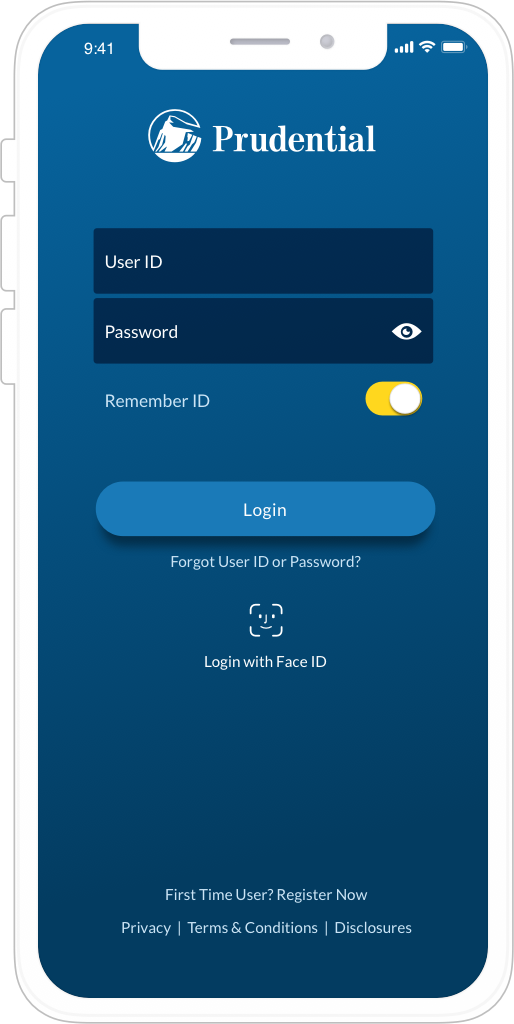 9:41
Prudential
User ID
Password
Remember ID
Login
Forgot User ID or Password?
Login with Face ID
First Time User? Register Now
Privacy | Terms & Conditions | Disclosures